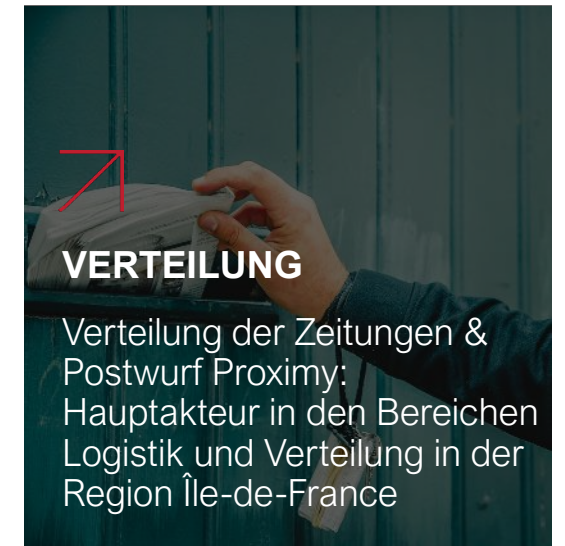 VERTEILUNG
Verteilung der Zeitungen &
Postwurf Proximy:
Hauptakteur in den Bereichen
Logistik und Verteilung in der
Region Île-de-France